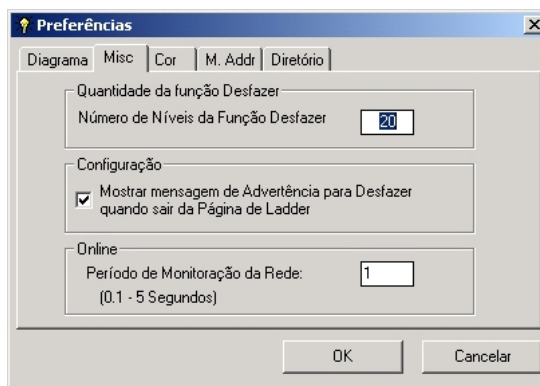 Preferências
Diagrama Misc Cor M. Addr Diretório
Quantidade da função Desfazer
Número de Níveis da Função Desfazer 20
Configuração
Mostrar mensagem de Advertência para Desfazer
quando sair da Página de Ladder
Online
Período de Monitoração da Rede: 1
(0.1 - 5 Segundos)
OK Cancelar